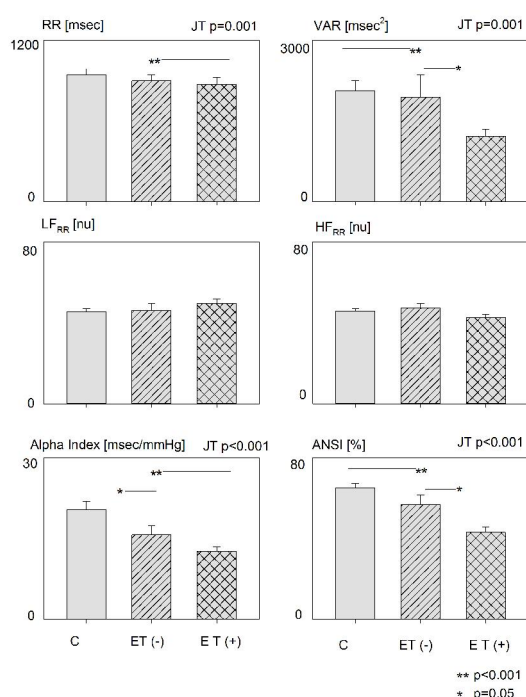 RR [msec] JT p=0.001
1200
**
0
VAR [msec²] JT p=0.001
3000
**
*
0
LF_RR [nu]
80
0
HF_RR [nu]
80
0
Alpha Index [msec/mmHg] JT p<0.001
30
**
*
0
C ET (-) E T (+)
ANSI [%] JT p<0.001
80
**
*
0
C ET (-) E T (+)
** p<0.001
* p=0.05